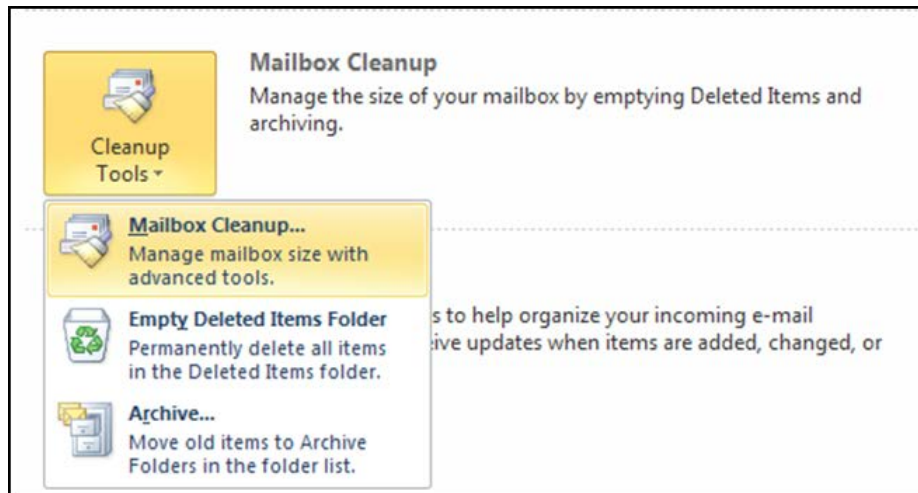 Mailbox Cleanup
Manage the size of your mailbox by emptying Deleted Items and
archiving.
Cleanup
Tools
Mailbox Cleanup...
Manage mailbox size with
advanced tools.
Empty Deleted Items Folder
Permanently delete all items
in the Deleted Items folder.
Archive...
Move old items to Archive
Folders in the folder list.
to help organize your incoming e-mail
updates when items are added, changed, or